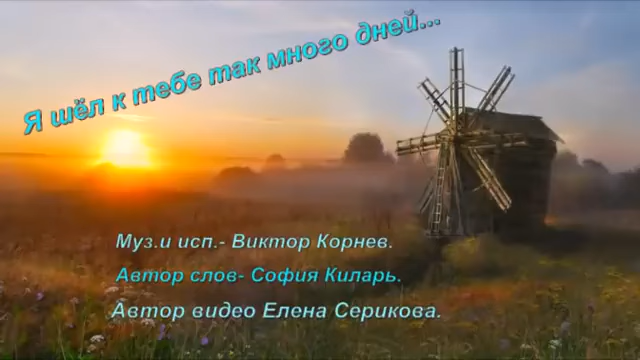 Я шёл к тебе так много дней...
Муз.и исп.- Виктор Корнев.
Автор слов- София Киларь.
Автор видео Елена Серикова.